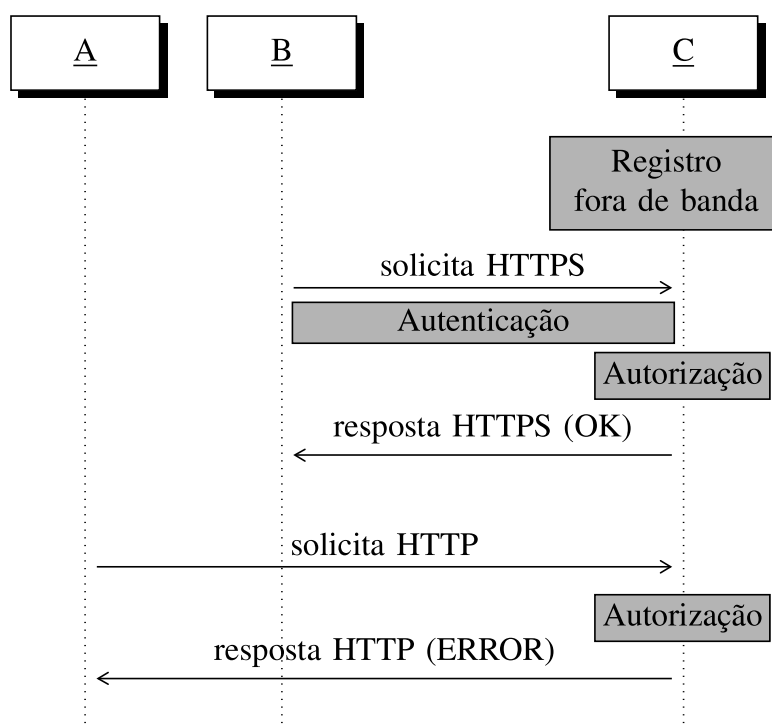 A
B
C
Registro
fora de banda
solicita HTTPS
Autenticação
Autorização
resposta HTTPS (OK)
solicita HTTP
Autorização
resposta HTTP (ERROR)